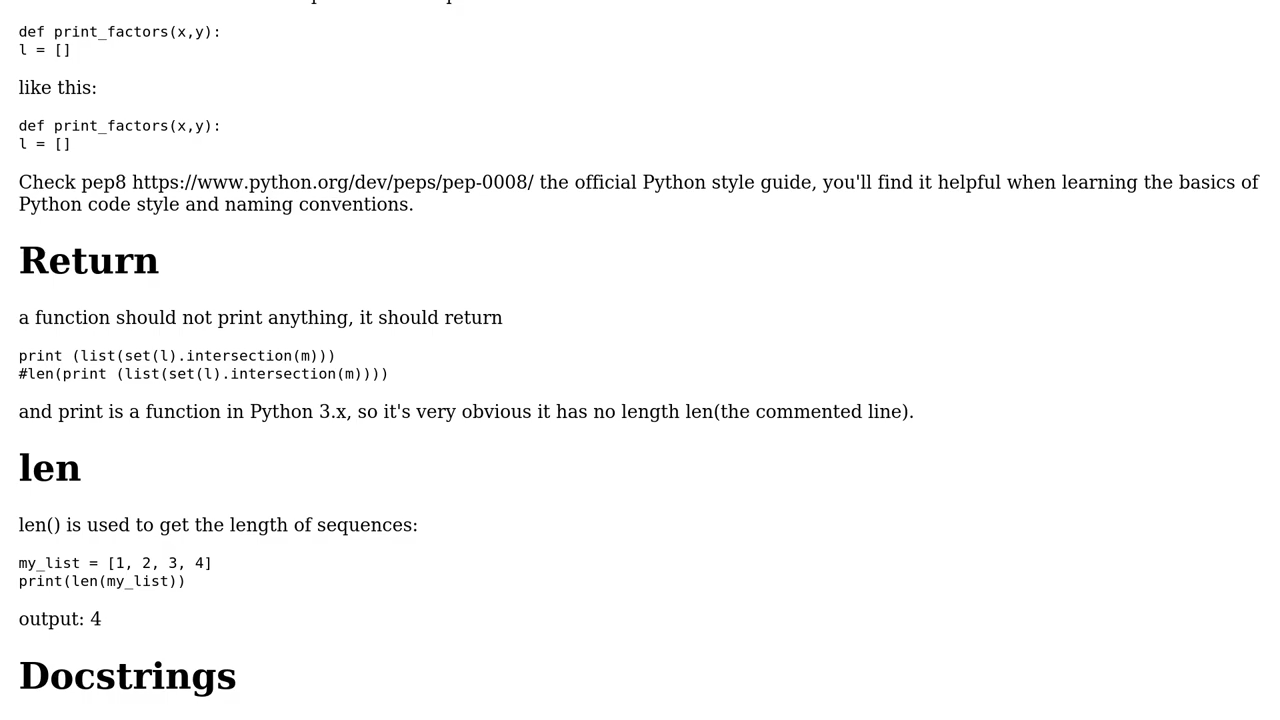 def print_factors(x,y):
l = []
like this:
def print_factors(x,y):
l = []
Check pep8 https://www.python.org/dev/peps/pep-0008/ the official Python style guide, you'll find it helpful when learning the basics of
Python code style and naming conventions.
Return
a function should not print anything, it should return
print (list(set(l).intersection(m)))
#len(print (list(set(l).intersection(m))))
and print is a function in Python 3.x, so it's very obvious it has no length len(the commented line).
len
len() is used to get the length of sequences:
my_list = [1, 2, 3, 4]
print(len(my_list))
output: 4
Docstrings